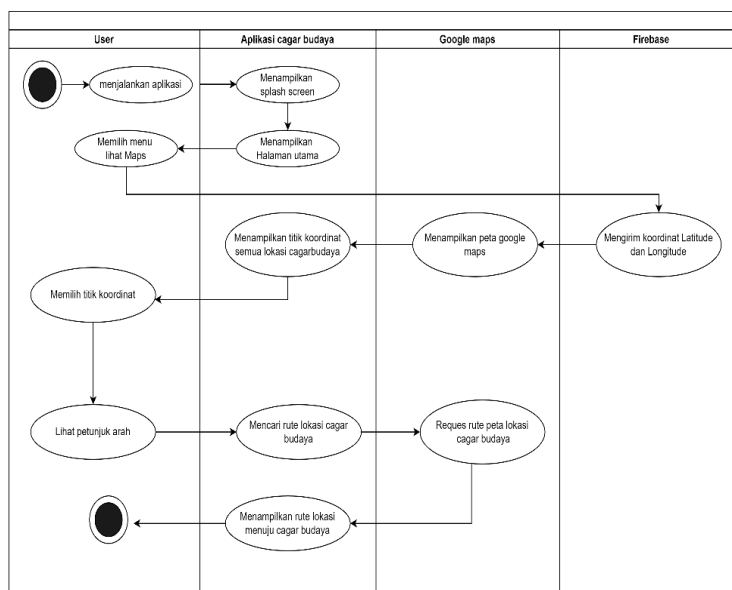 User
Aplikasi cagar budaya
Google maps
Firebase
menjalankan aplikasi
Menampilkan
splash screen
Memilih menu
lihat Maps
Menampilkan
Halaman utama
Menampilkan titik koordinat
semua lokasi cagarbudaya
Menampilkan peta google
maps
Mengirim koordinat Latitude
dan Longitude
Memilih titik koordinat
Lihat petunjuk arah
Mencari rute lokasi cagar
budaya
Reques rute peta lokasi
cagar budaya
Menampilkan rute lokasi
menuju cagar budaya